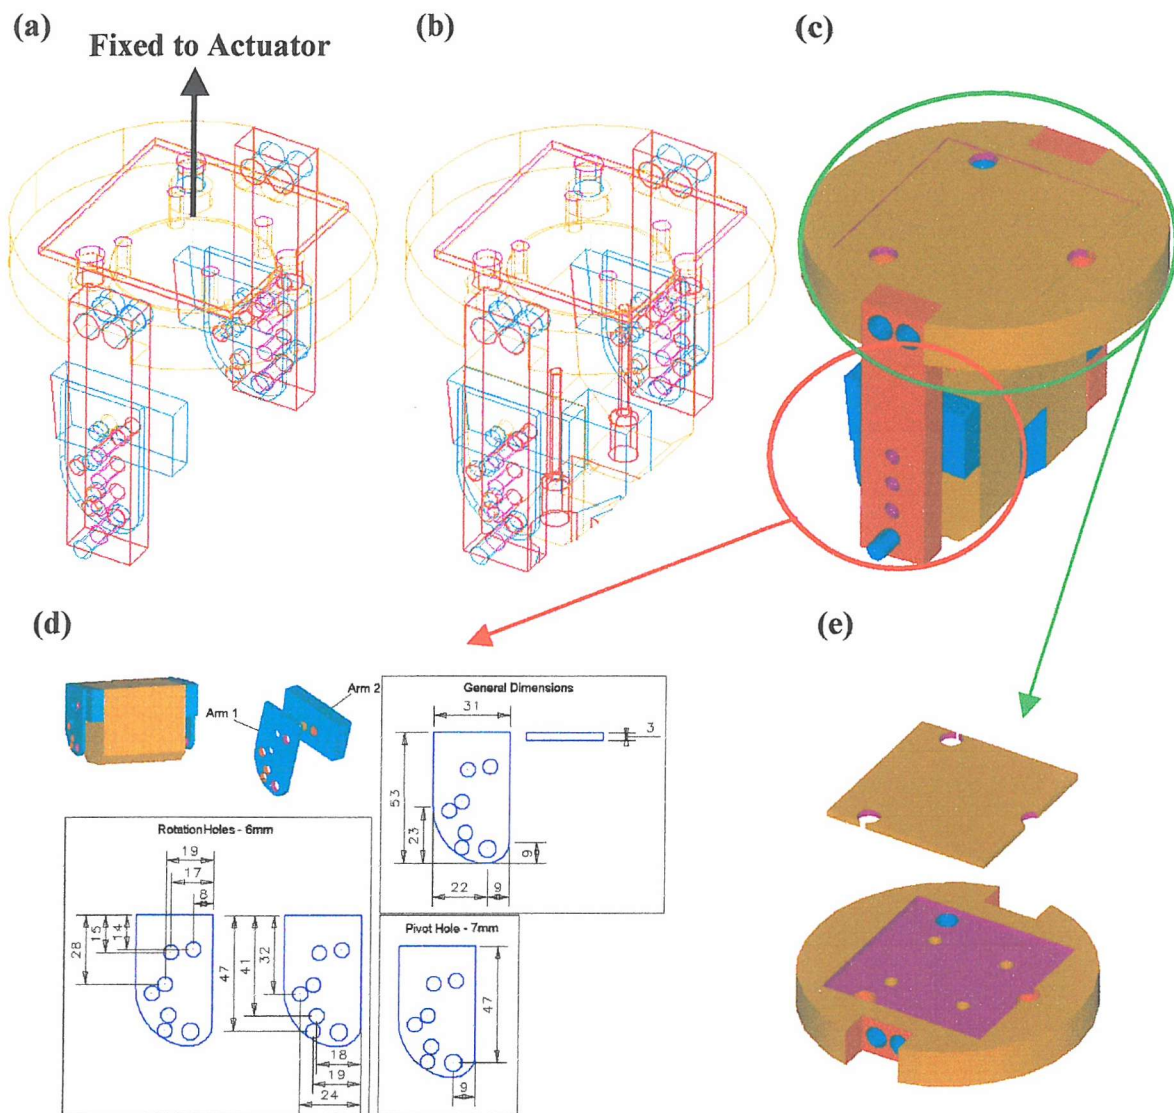 (a)
(b)
(c)
Fixed to Actuator
(d)
(e)
Arm 1
Arm 2
General Dimensions
31
3
53
23
9
22
9
Rotation Holes - 6mm
19
17
8
28
15
14
47
41
32
18
19
24
Pivot Hole - 7mm
47
9